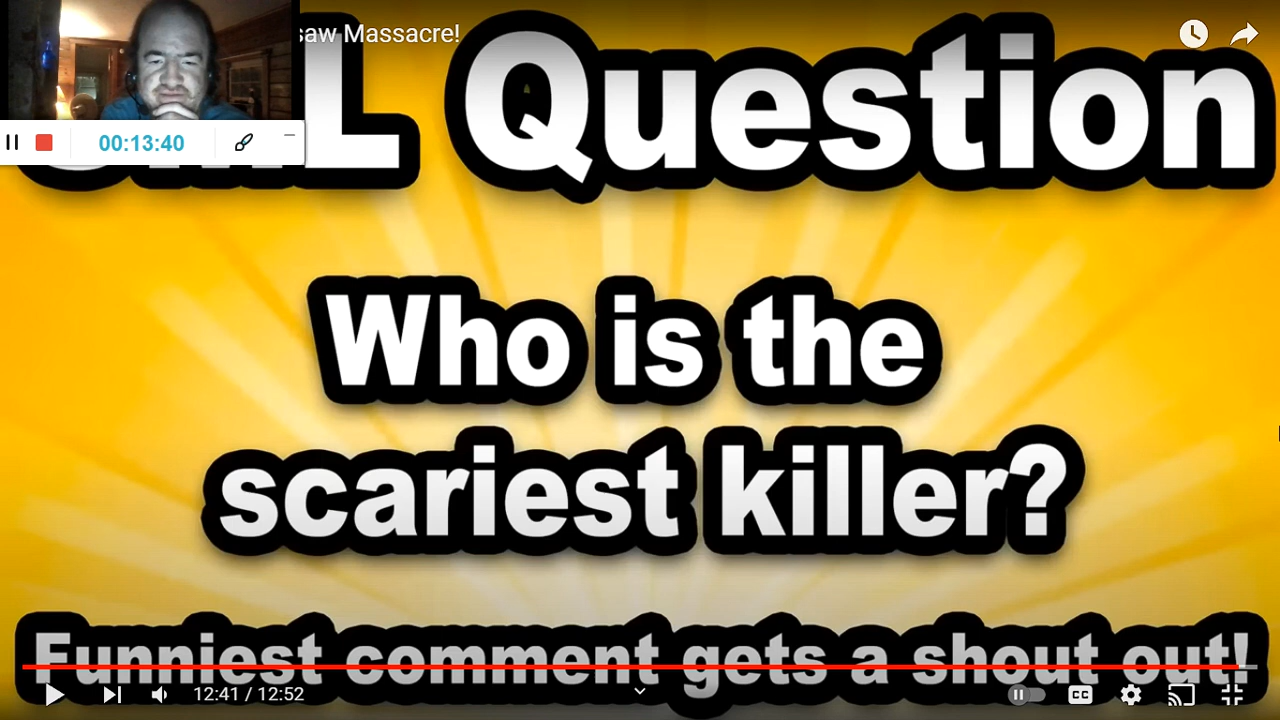 saw Massacre!
00:13:40
L Question
Who is the
scariest killer?
Funniest comment gets a shout out!
12:41 / 12:52
CC